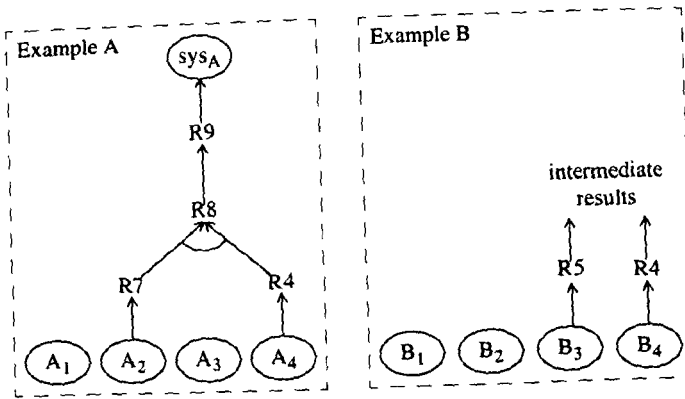 Example A
sysA
R9
R8
R7 R4
A1 A2 A3 A4
Example B
intermediate
results
R5 R4
B1 B2 B3 B4